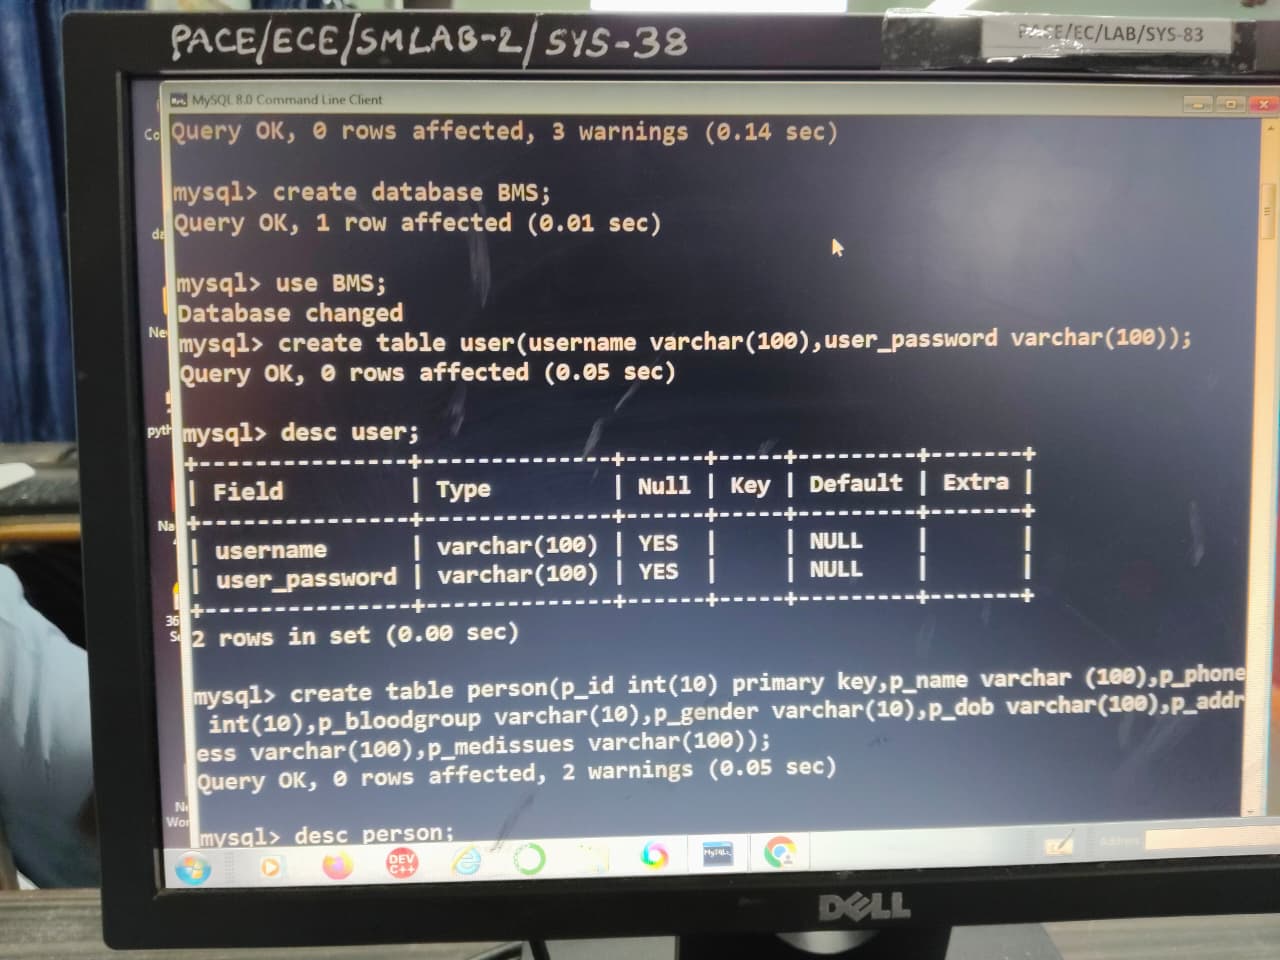 PACE/ECE/SMLAB-2/SYS-38
PACE/EC/LAB/SYS-83
MySQL 8.0 Command Line Client
Query OK, 0 rows affected, 3 warnings (0.14 sec)
mysql> create database BMS;
Query OK, 1 row affected (0.01 sec)
mysql> use BMS;
Database changed
mysql> create table user(username varchar(100),user_password varchar(100));
Query OK, 0 rows affected (0.05 sec)
mysql> desc user;
+---------------+--------------+------+-----+---------+-------+
| Field | Type | Null | Key | Default | Extra |
+---------------+--------------+------+-----+---------+-------+
| username | varchar(100) | YES | | NULL | |
| user_password | varchar(100) | YES | | NULL | |
+---------------+--------------+------+-----+---------+-------+
2 rows in set (0.00 sec)
mysql> create table person(p_id int(10) primary key,p_name varchar (100),p_phone
int(10),p_bloodgroup varchar(10),p_gender varchar(10),p_dob varchar(100),p_addr
ess varchar(100),p_medissues varchar(100));
Query OK, 0 rows affected, 2 warnings (0.05 sec)
mysql> desc person;
DEV
C++
MySQL
DELL